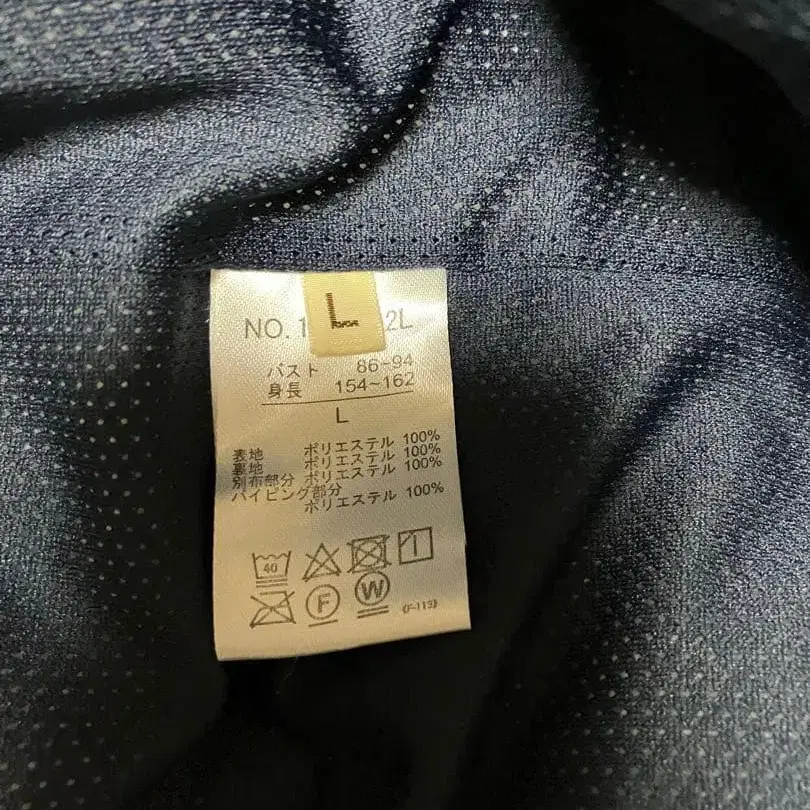 L
NO.1 2L
バスト 86-94
身長 154~162
L
表地 ポリエステル 100%
裏地 ポリエステル 100%
別布部分 ポリエステル 100%
パイピング部分
ポリエステル 100%
40
F W (F-113)